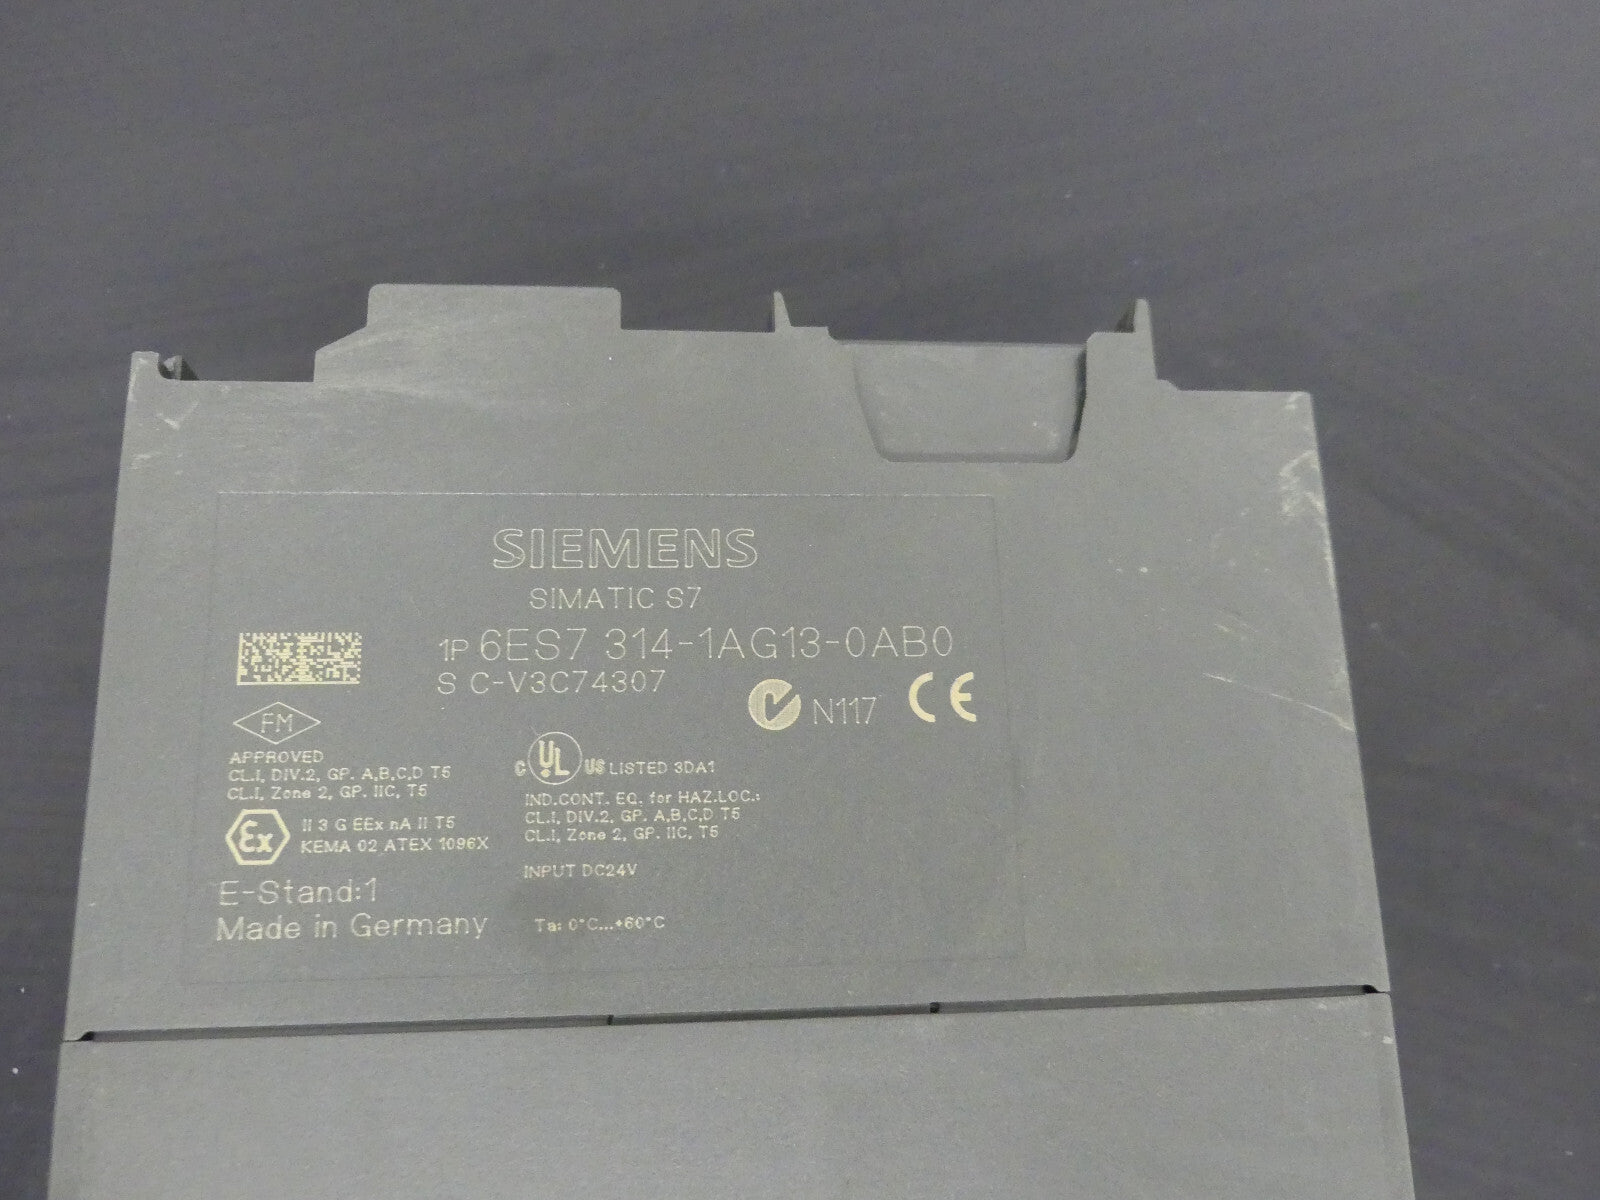 SIEMENS
SIMATIC S7
1P 6ES7 314-1AG13-0AB0
S C-V3C74307
N117 CE
FM
APPROVED
CL.I, DIV.2, GP. A,B,C,D T5
CL.I, Zone 2, GP. IIC, T5
C UL US LISTED 3DA1
IND.CONT. EQ. for HAZ.LOC.:
CL.I, DIV.2, GP. A,B,C,D T5
CL.I, Zone 2, GP. IIC, T5
Ex II 3 G EEx nA II T5
KEMA 02 ATEX 1096X
INPUT DC24V
E-Stand:1
Made in Germany
Ta: 0°C...+60°C